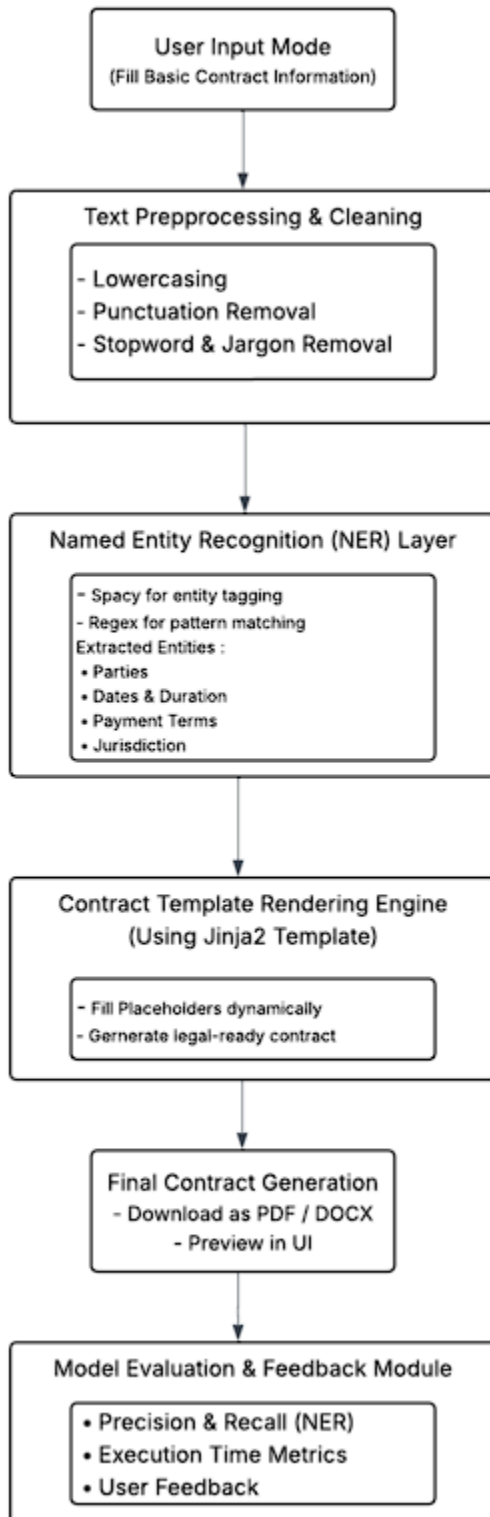 User Input Mode
(Fill Basic Contract Information)
Text Prepprocessing & Cleaning
- Lowercasing
- Punctuation Removal
- Stopword & Jargon Removal
Named Entity Recognition (NER) Layer
- Spacy for entity tagging
- Regex for pattern matching
Extracted Entities :
• Parties
• Dates & Duration
• Payment Terms
• Jurisdiction
Contract Template Rendering Engine
(Using Jinja2 Template)
- Fill Placeholders dynamically
- Gernerate legal-ready contract
Final Contract Generation
- Download as PDF / DOCX
- Preview in UI
Model Evaluation & Feedback Module
• Precision & Recall (NER)
• Execution Time Metrics
• User Feedback